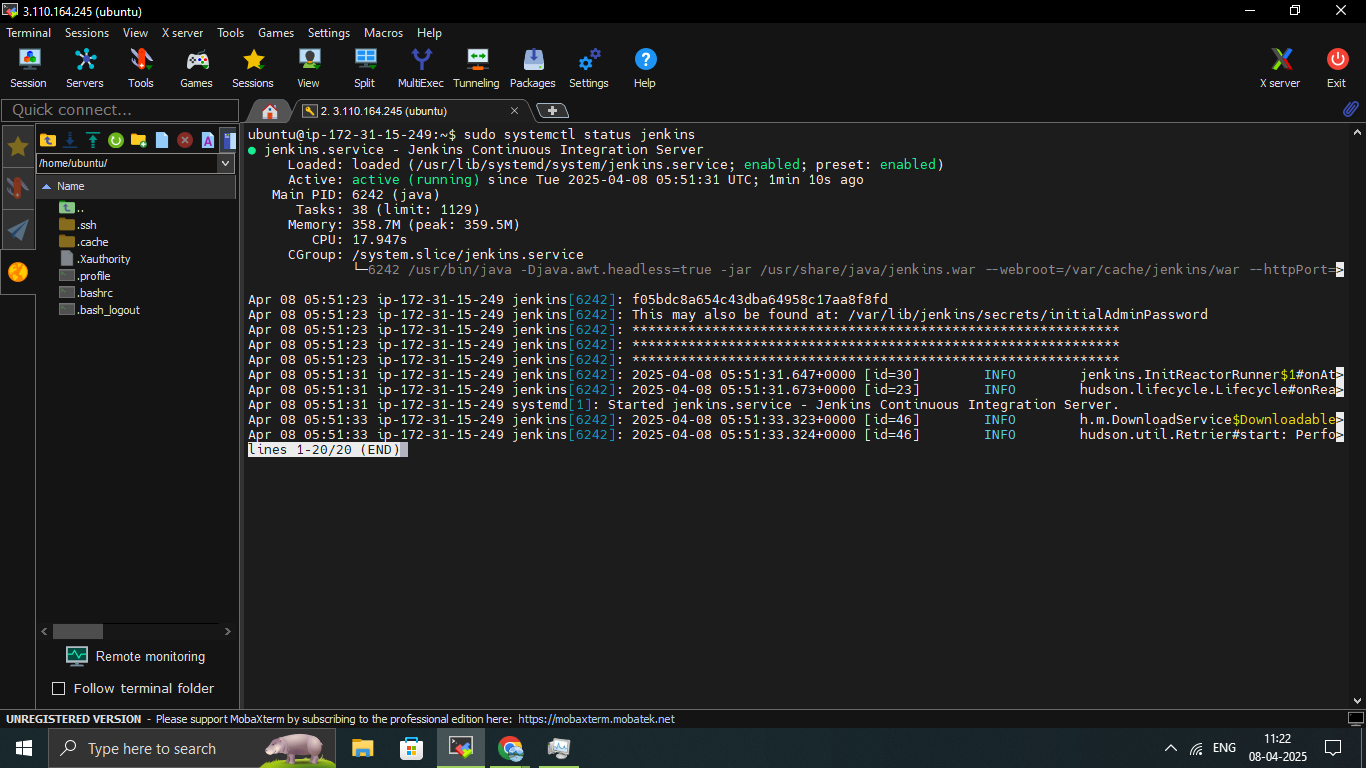 3.110.164.245 (ubuntu)
Terminal Sessions View X server Tools Games Settings Macros Help
Session Servers Tools Games Sessions View Split MultiExec Tunneling Packages Settings Help X server Exit
Quick connect...
2. 3.110.164.245 (ubuntu)
/home/ubuntu/
Name
..
.ssh
.cache
.Xauthority
.profile
.bashrc
.bash_logout
Remote monitoring
Follow terminal folder
ubuntu@ip-172-31-15-249:~$ sudo systemctl status jenkins
● jenkins.service - Jenkins Continuous Integration Server
Loaded: loaded (/usr/lib/systemd/system/jenkins.service; enabled; preset: enabled)
Active: active (running) since Tue 2025-04-08 05:51:31 UTC; 1min 10s ago
Main PID: 6242 (java)
Tasks: 38 (limit: 1129)
Memory: 358.7M (peak: 359.5M)
CPU: 17.947s
CGroup: /system.slice/jenkins.service
└─6242 /usr/bin/java -Djava.awt.headless=true -jar /usr/share/java/jenkins.war --webroot=/var/cache/jenkins/war --httpPort=>
Apr 08 05:51:23 ip-172-31-15-249 jenkins[6242]: f05bdc8a654c43dba64958c17aa8f8fd
Apr 08 05:51:23 ip-172-31-15-249 jenkins[6242]: This may also be found at: /var/lib/jenkins/secrets/initialAdminPassword
Apr 08 05:51:23 ip-172-31-15-249 jenkins[6242]: *************************************************************
Apr 08 05:51:23 ip-172-31-15-249 jenkins[6242]: *************************************************************
Apr 08 05:51:23 ip-172-31-15-249 jenkins[6242]: *************************************************************
Apr 08 05:51:31 ip-172-31-15-249 jenkins[6242]: 2025-04-08 05:51:31.647+0000 [id=30] INFO jenkins.InitReactorRunner$1#onAt>
Apr 08 05:51:31 ip-172-31-15-249 jenkins[6242]: 2025-04-08 05:51:31.673+0000 [id=23] INFO hudson.lifecycle.Lifecycle#onRea>
Apr 08 05:51:31 ip-172-31-15-249 systemd[1]: Started jenkins.service - Jenkins Continuous Integration Server.
Apr 08 05:51:33 ip-172-31-15-249 jenkins[6242]: 2025-04-08 05:51:33.323+0000 [id=46] INFO h.m.DownloadService$Downloadable>
Apr 08 05:51:33 ip-172-31-15-249 jenkins[6242]: 2025-04-08 05:51:33.324+0000 [id=46] INFO hudson.util.Retrier#start: Perfo>
lines 1-20/20 (END)
UNREGISTERED VERSION - Please support MobaXterm by subscribing to the professional edition here: https://mobaxterm.mobatek.net
Type here to search
ENG
11:22
08-04-2025